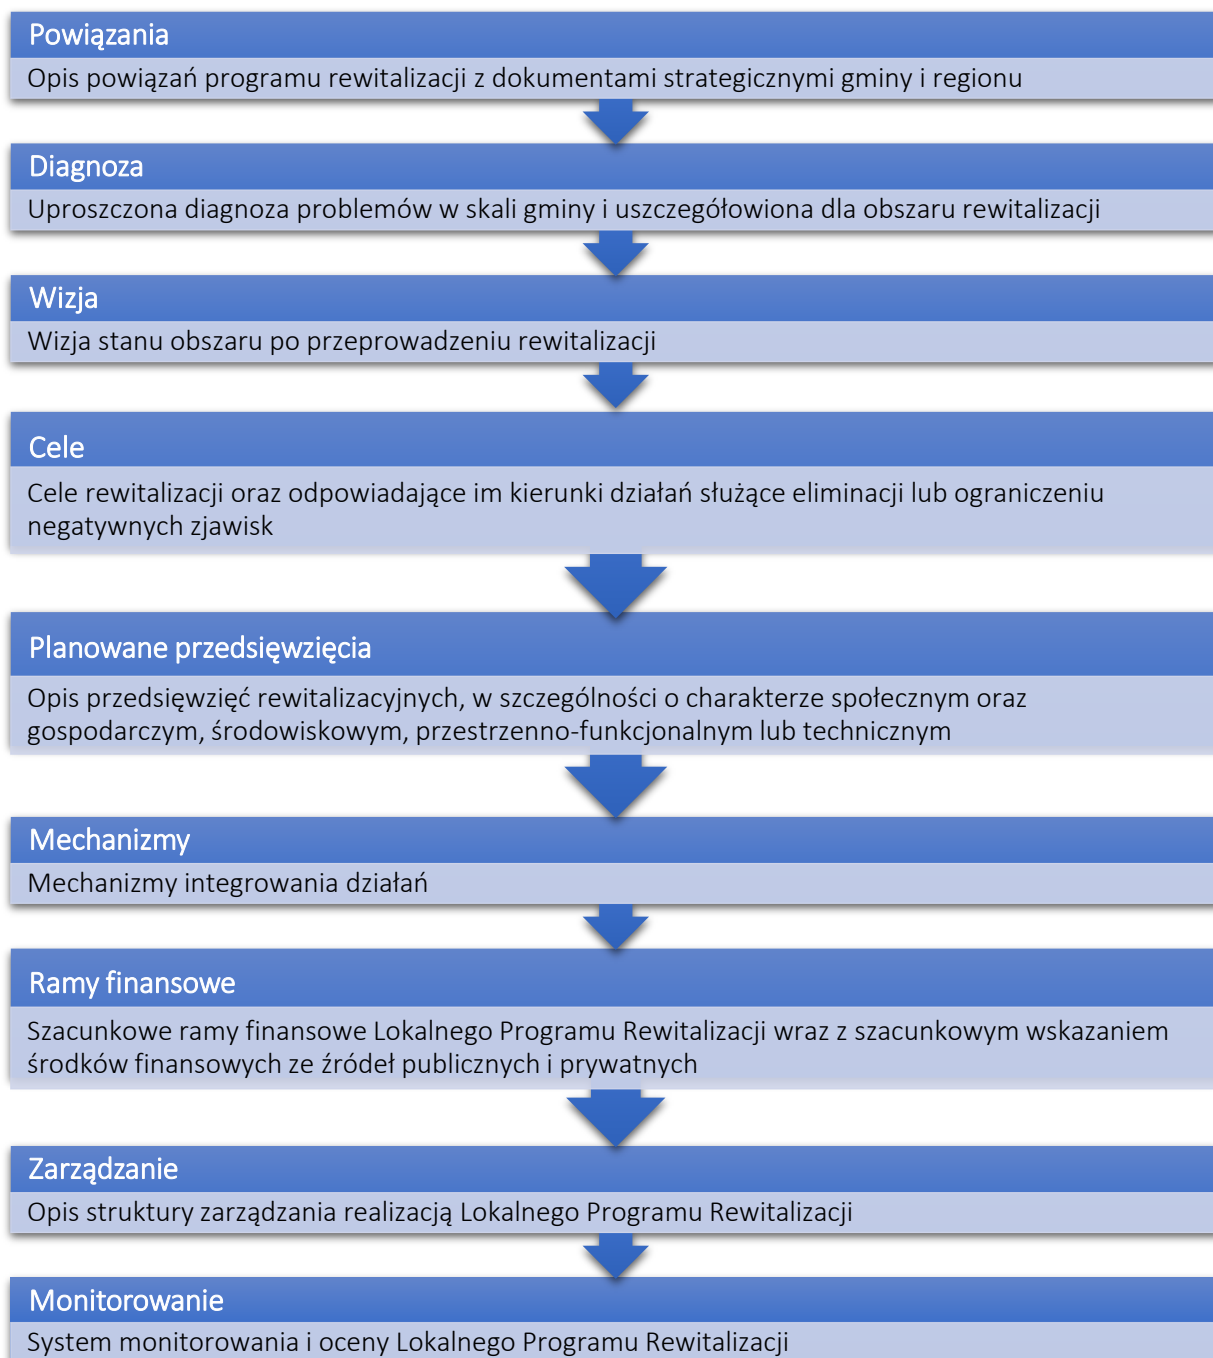 Powiązania
Opis powiązań programu rewitalizacji z dokumentami strategicznymi gminy i regionu
Diagnoza
Uproszczona diagnoza problemów w skali gminy i uszczegółowiona dla obszaru rewitalizacji
Wizja
Wizja stanu obszaru po przeprowadzeniu rewitalizacji
Cele
Cele rewitalizacji oraz odpowiadające im kierunki działań służące eliminacji lub ograniczeniu
negatywnych zjawisk
Planowane przedsięwzięcia
Opis przedsięwzięć rewitalizacyjnych, w szczególności o charakterze społecznym oraz
gospodarczym, środowiskowym, przestrzenno-funkcjonalnym lub technicznym
Mechanizmy
Mechanizmy integrowania działań
Ramy finansowe
Szacunkowe ramy finansowe Lokalnego Programu Rewitalizacji wraz z szacunkowym wskazaniem
środków finansowych ze źródeł publicznych i prywatnych
Zarządzanie
Opis struktury zarządzania realizacją Lokalnego Programu Rewitalizacji
Monitorowanie
System monitorowania i oceny Lokalnego Programu Rewitalizacji